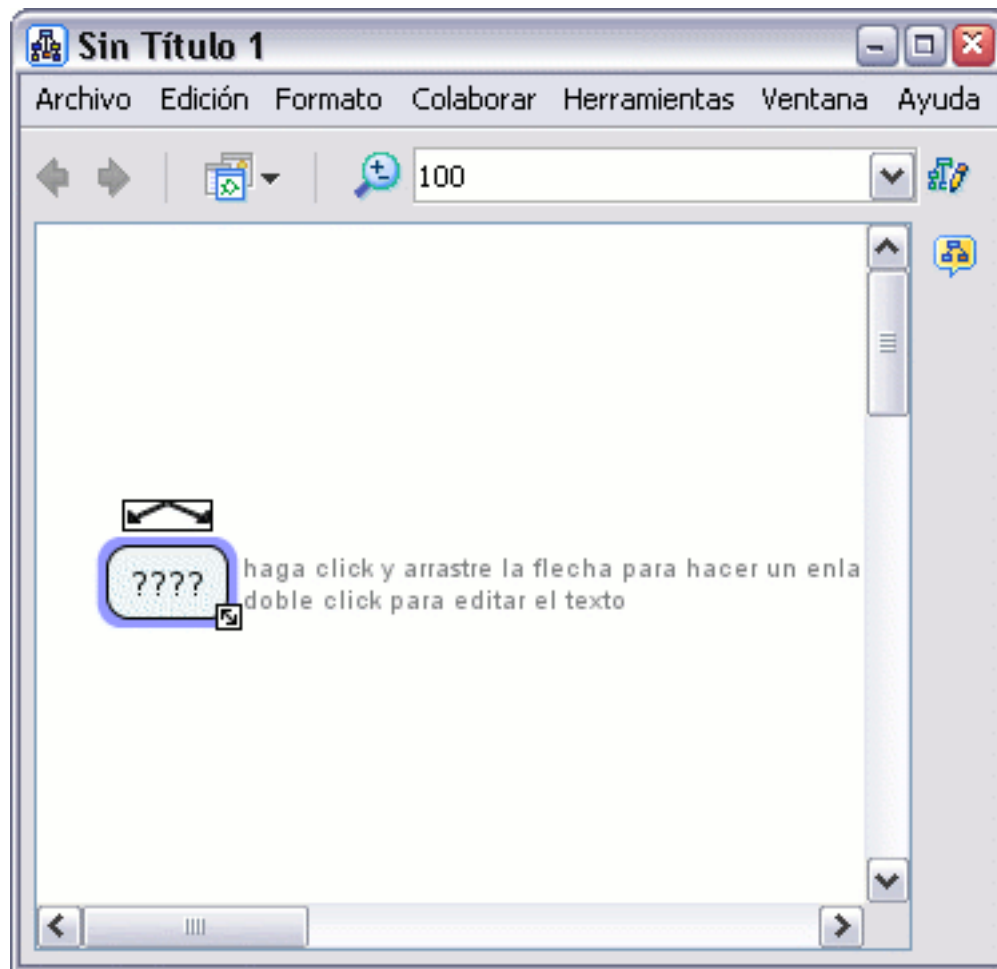 Sin Título 1
Archivo Edición Formato Colaborar Herramientas Ventana Ayuda
100
????
haga click y arrastre la flecha para hacer un enla
doble click para editar el texto